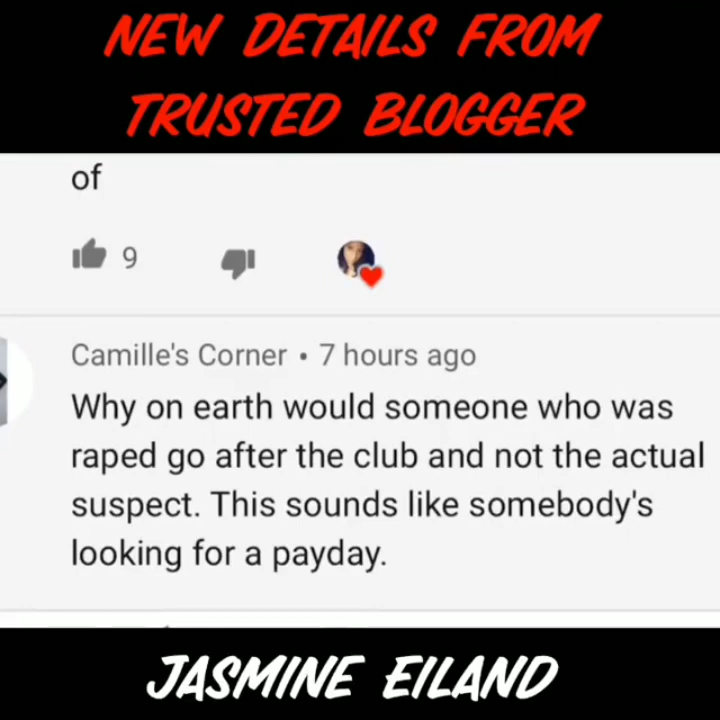 NEW DETAILS FROM
TRUSTED BLOGGER
of
9
Camille's Corner • 7 hours ago
Why on earth would someone who was
raped go after the club and not the actual
suspect. This sounds like somebody's
looking for a payday.
JASMINE EILAND